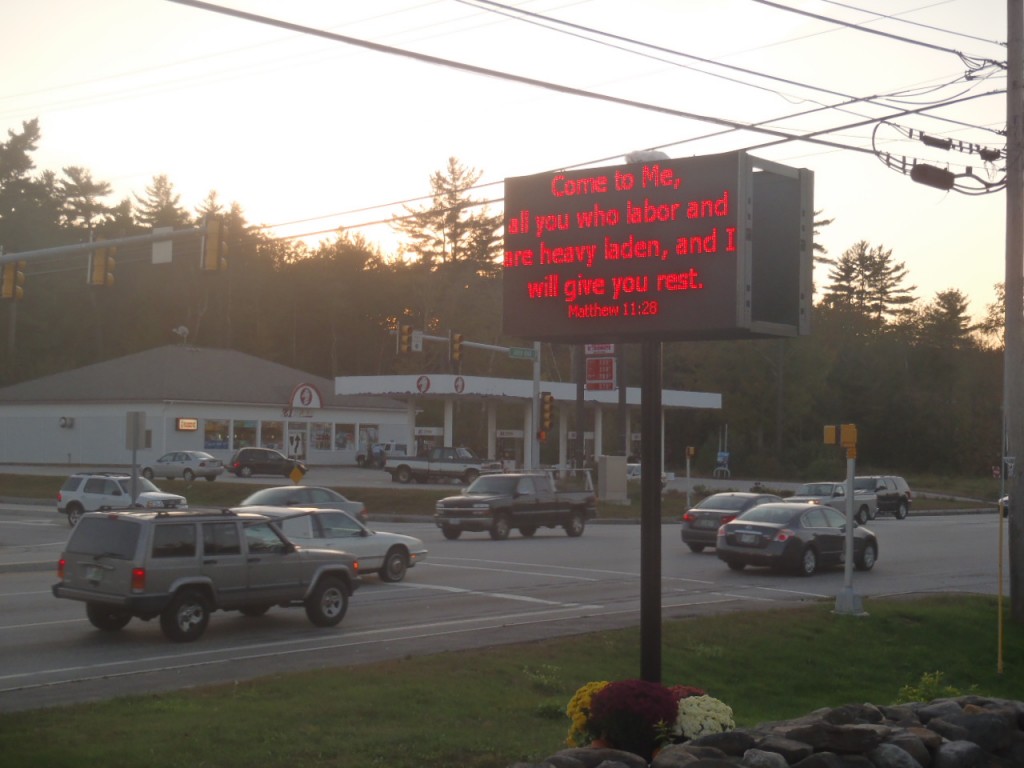 Come to Me,
all you who labor and
are heavy laden, and I
will give you rest.
Matthew 11:28